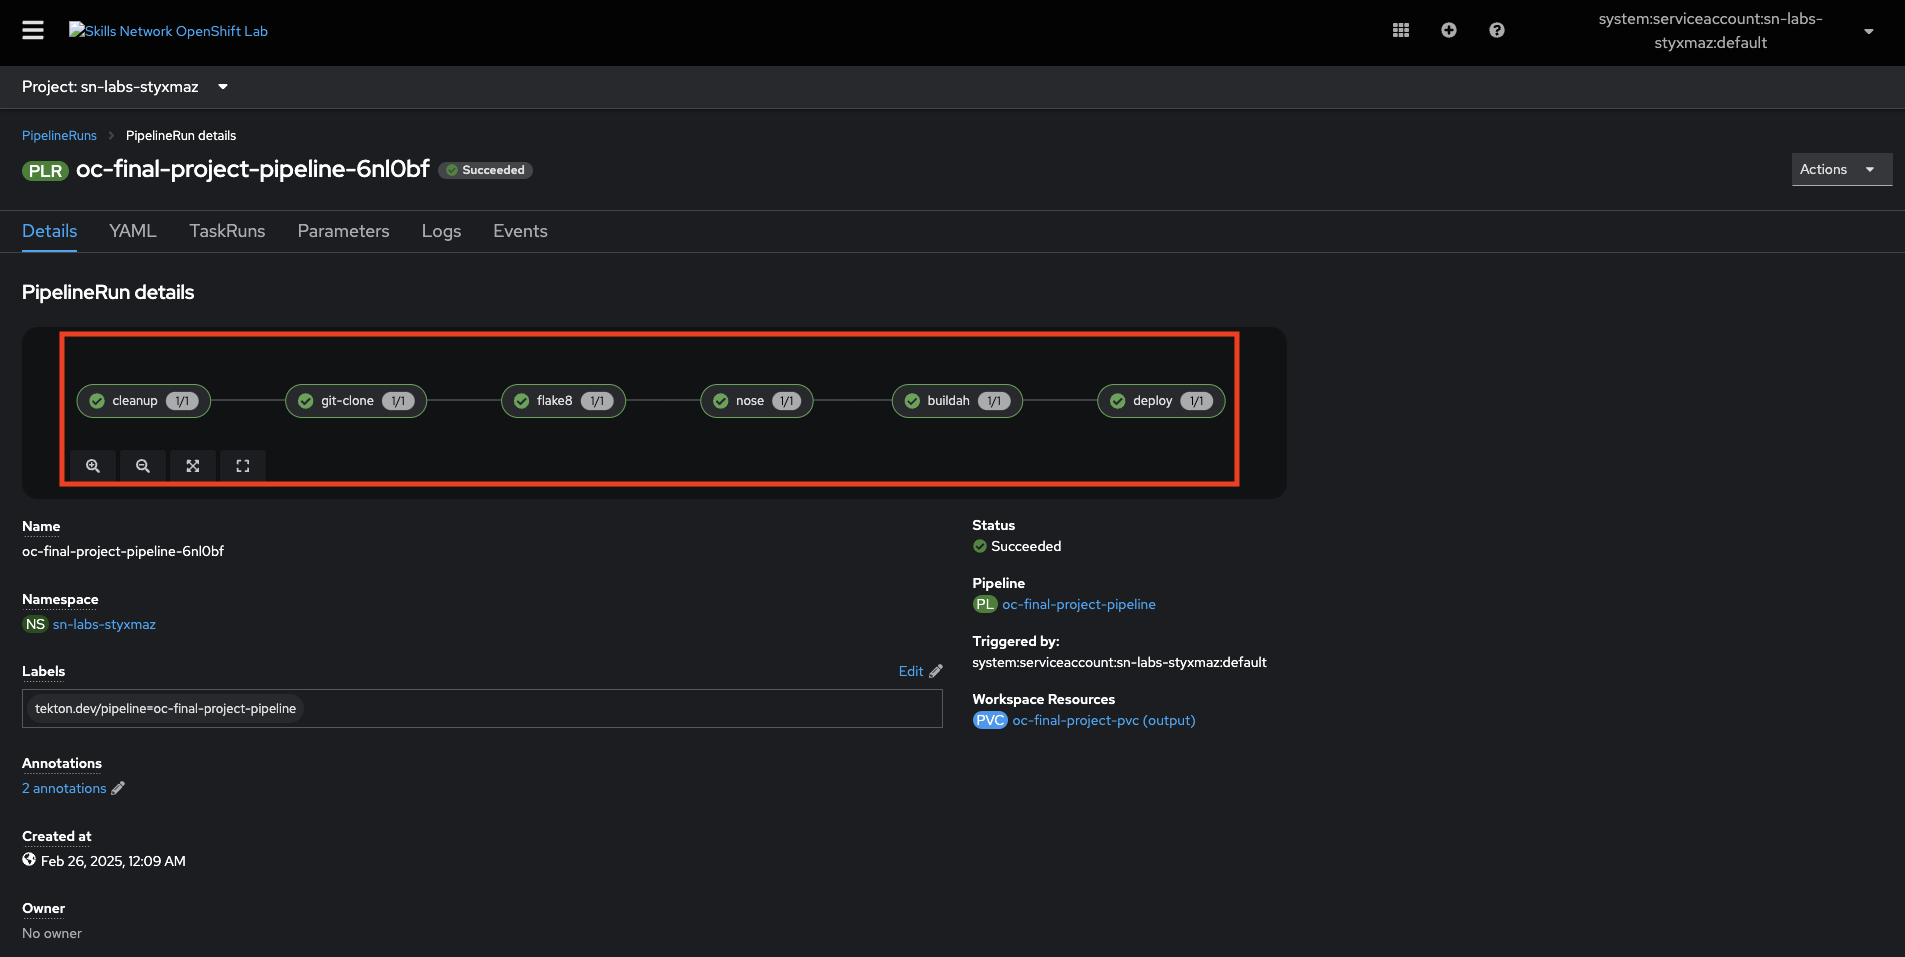 Skills Network OpenShift Lab
system:serviceaccount:sn-labs-
styxmaz:default
Project: sn-labs-styxmaz
PipelineRuns
PipelineRun details
PLR oc-final-project-pipeline-6nl0bf Succeeded
Actions
Details YAML TaskRuns Parameters Logs Events
PipelineRun details
cleanup 1/1 git-clone 1/1 flake8 1/1 nose 1/1 buildah 1/1 deploy 1/1
Name
oc-final-project-pipeline-6nl0bf
Namespace
NS sn-labs-styxmaz
Labels
Edit
tekton.dev/pipeline=oc-final-project-pipeline
Annotations
2 annotations
Created at
Feb 26, 2025, 12:09 AM
Owner
No owner
Status
Succeeded
Pipeline
PL oc-final-project-pipeline
Triggered by:
system:serviceaccount:sn-labs-styxmaz:default
Workspace Resources
PVC oc-final-project-pvc (output)